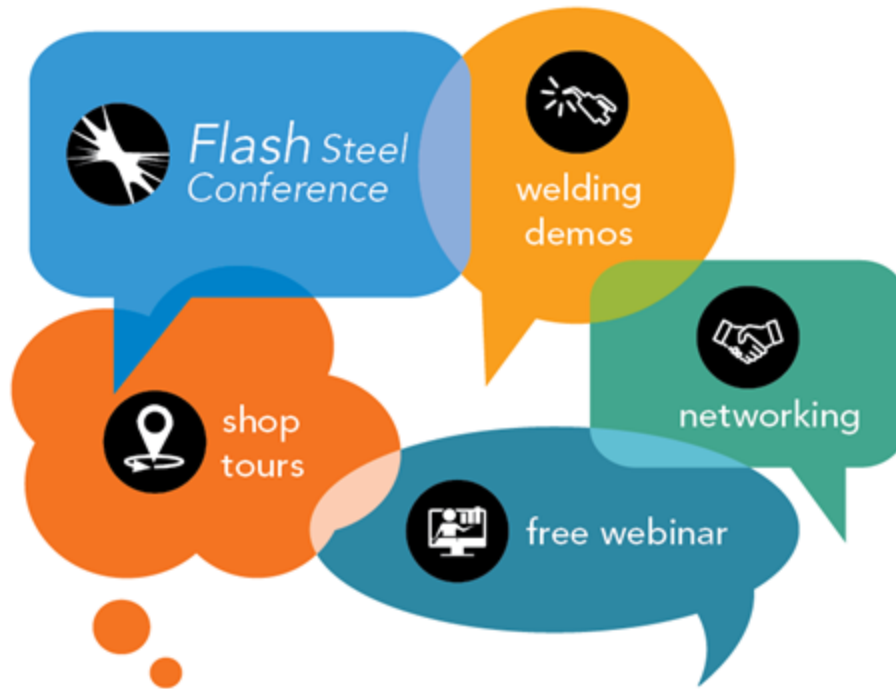 Flash Steel
Conference
welding
demos
networking
shop
tours
free webinar